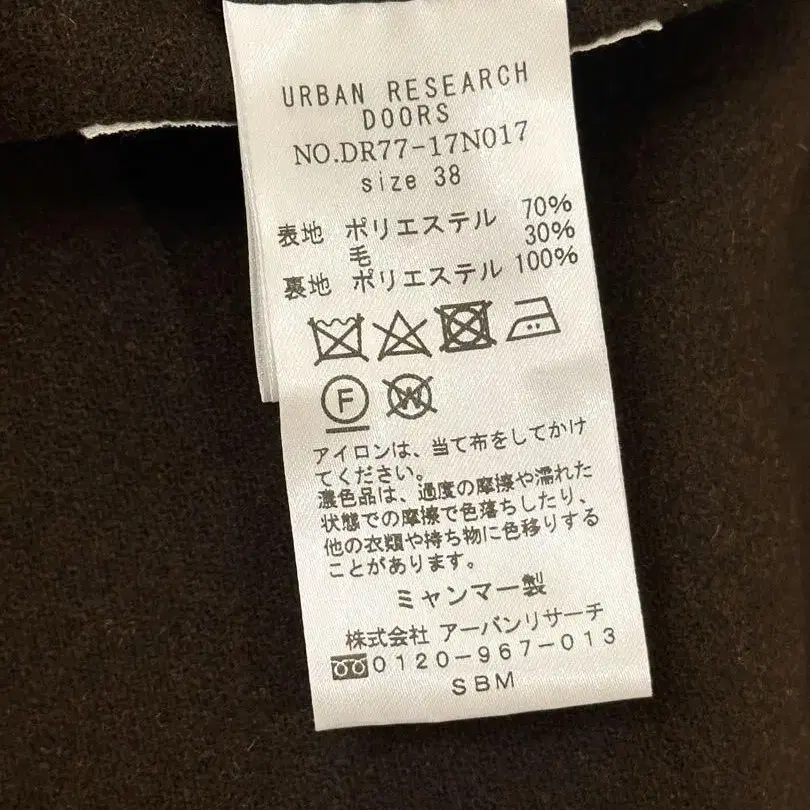 URBAN RESEARCH
DOORS
NO.DR77-17N017
size 38
表地 ポリエステル 70%
毛 30%
裏地 ポリエステル 100%
F W
アイロンは、当て布をしてかけ
てください。
濃色品は、過度の摩擦や濡れた
状態での摩擦で色落ちしたり、
他の衣類や持ち物に色移りする
ことがあります。
ミャンマー製
株式会社 アーバンリサーチ
0120-967-013
SBM